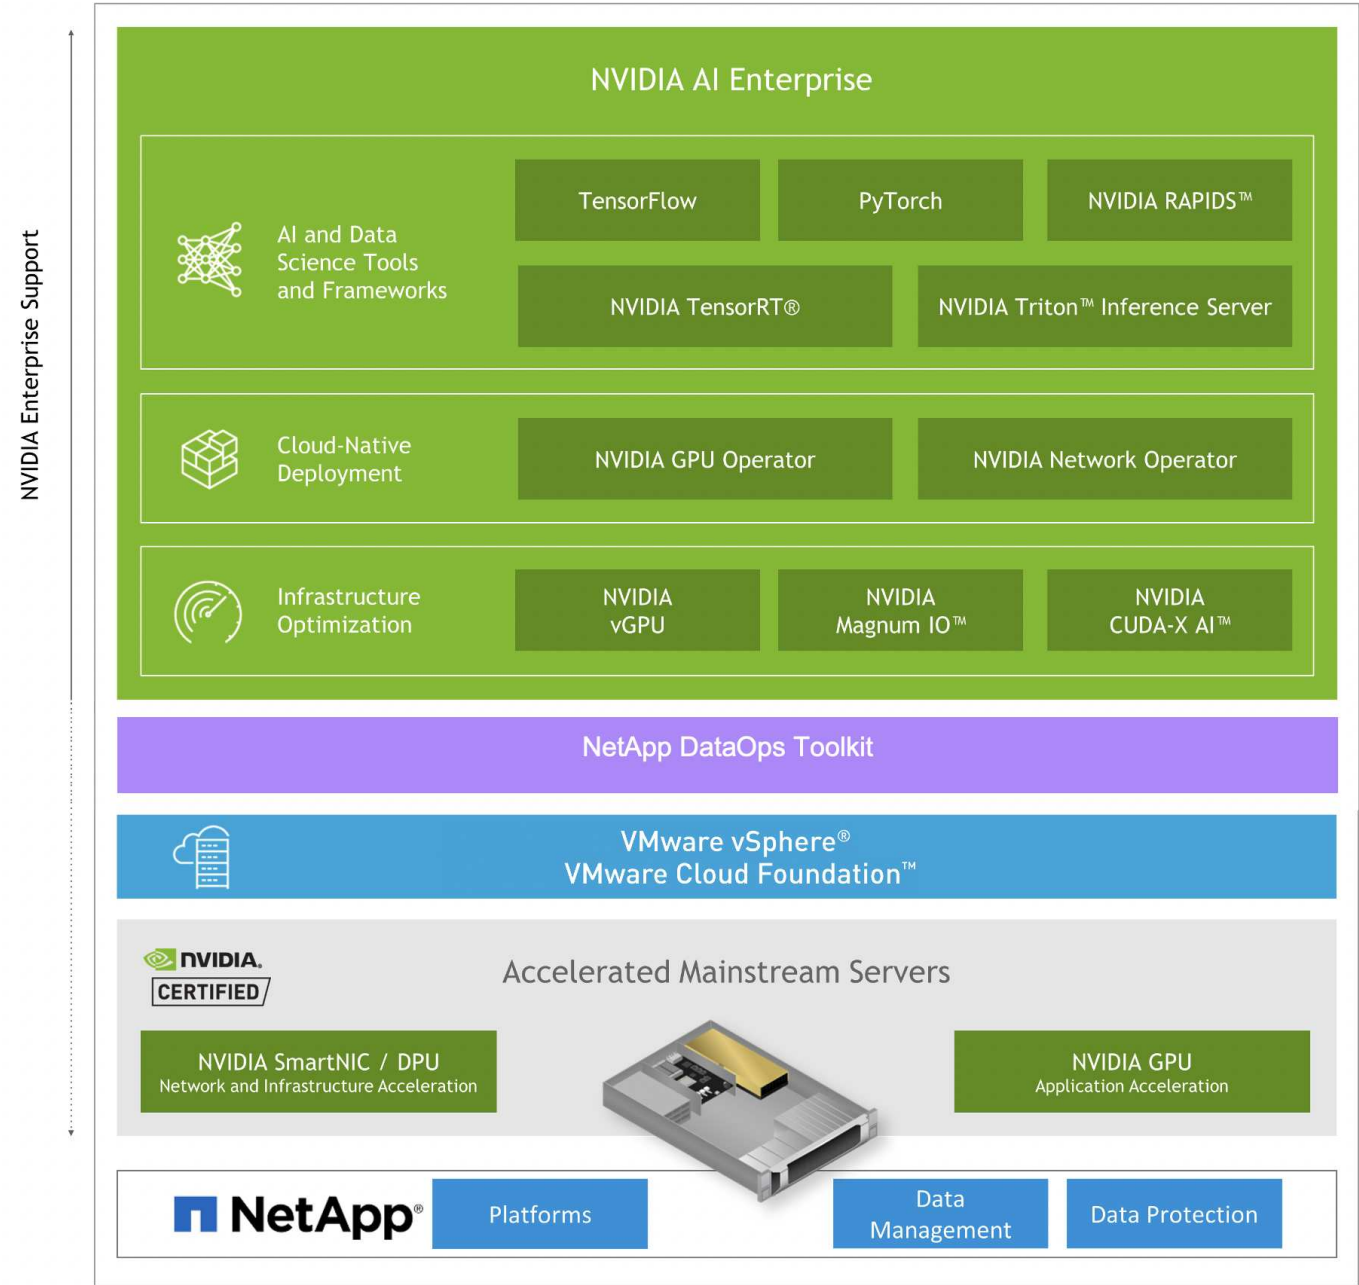 NVIDIA Enterprise Support
NVIDIA AI Enterprise
AI and Data
Science Tools
and Frameworks
TensorFlow
PyTorch
NVIDIA RAPIDS™
NVIDIA TensorRT®
NVIDIA Triton™ Inference Server
Cloud-Native
Deployment
NVIDIA GPU Operator
NVIDIA Network Operator
Infrastructure
Optimization
NVIDIA
vGPU
NVIDIA
Magnum IO™
NVIDIA
CUDA-X AI™
NetApp DataOps Toolkit
VMware vSphere®
VMware Cloud Foundation™
NVIDIA.
CERTIFIED
Accelerated Mainstream Servers
NVIDIA SmartNIC / DPU
Network and Infrastructure Acceleration
NVIDIA GPU
Application Acceleration
NetApp®
Platforms
Data
Management
Data Protection